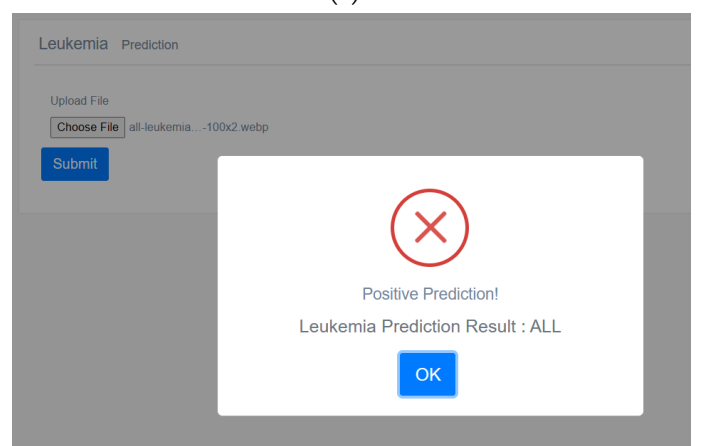 Leukemia Prediction
Upload File
Choose File all-leukemia...-100x2.webp
Submit
Positive Prediction!
Leukemia Prediction Result : ALL
OK